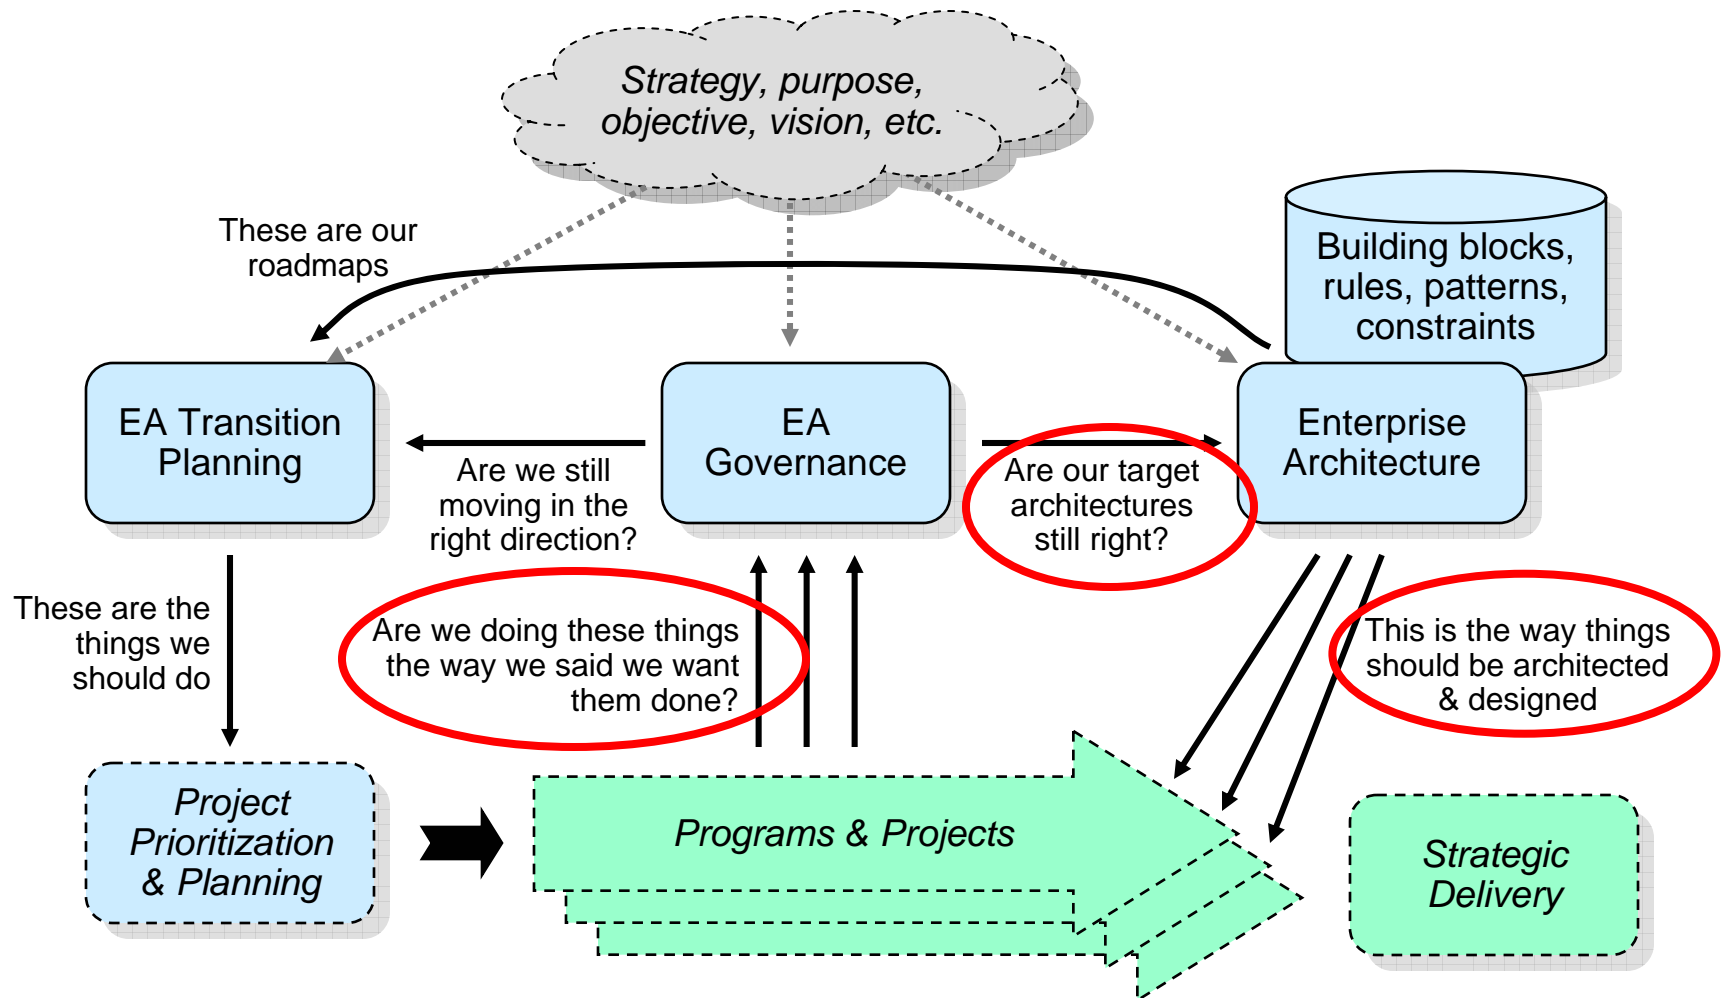 Strategy, purpose,
objective, vision, etc.
These are our
roadmaps
Building blocks,
rules, patterns,
constraints
EA Transition
Planning
EA
Governance
Enterprise
Architecture
Are we still
moving in the
right direction?
Are our target
architectures
still right?
These are the
things we
should do
Are we doing these things
the way we said we want
them done?
This is the way things
should be architected
& designed
Project
Prioritization
& Planning
Programs & Projects
Strategic
Delivery